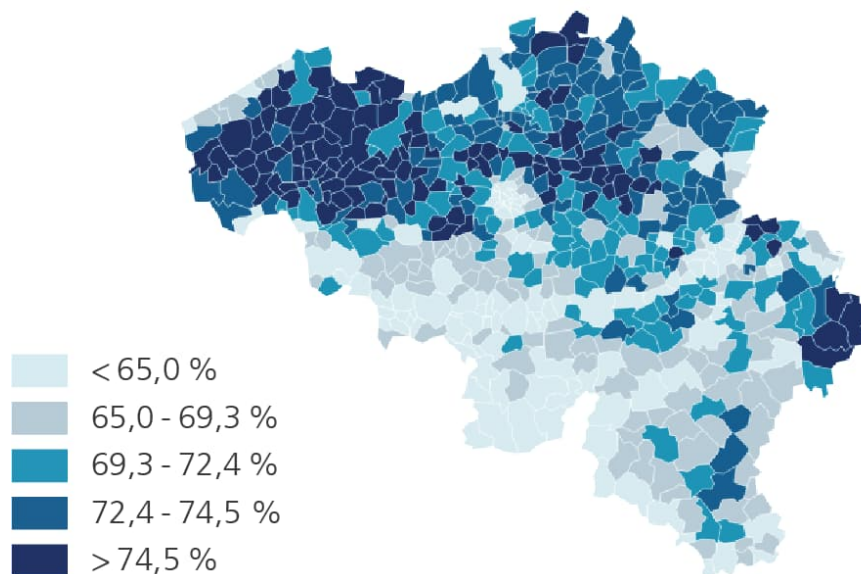 < 65,0 %
65,0 - 69,3 %
69,3 - 72,4 %
72,4 - 74,5 %
> 74,5 %